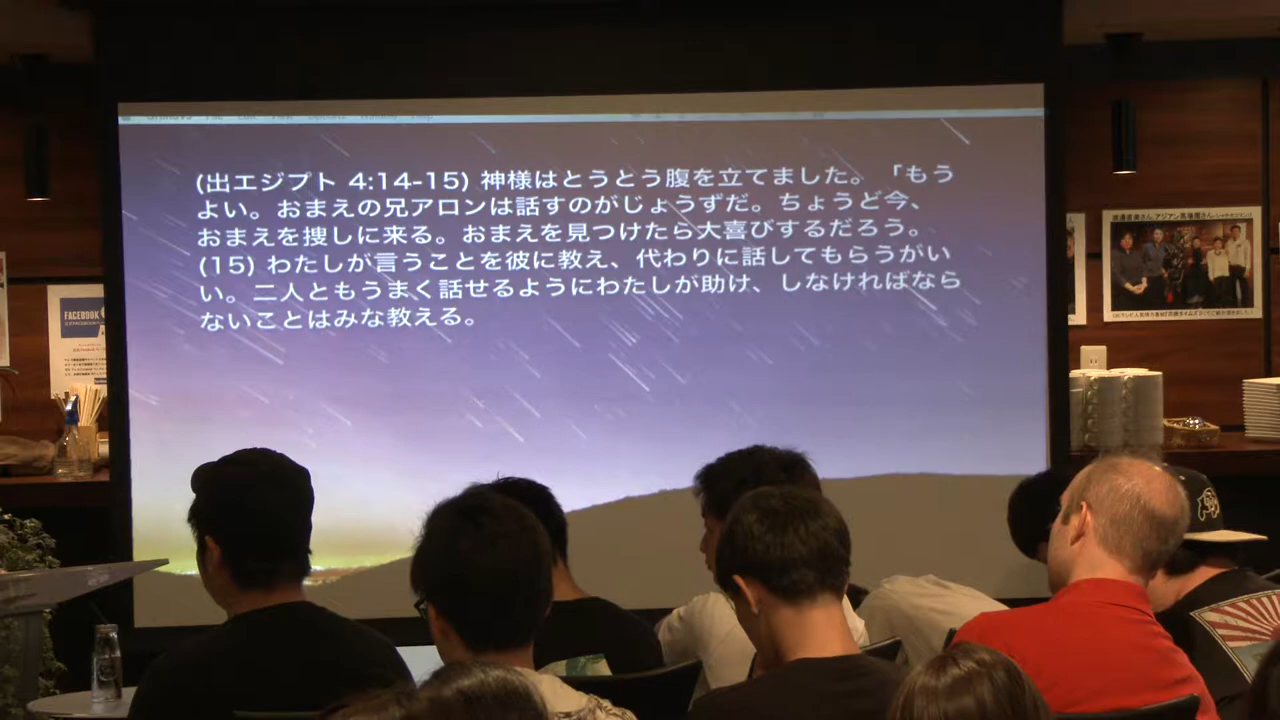 (出エジプト 4:14-15) 神様はとうとう腹を立てました。「もう
よい。おまえの兄アロンは話すのがじょうずだ。ちょうど今、
おまえを捜しに来る。おまえを見つけたら大喜びするだろう。
(15) わたしが言うことを彼に教え、代わりに話してもらうがい
い。二人ともうまく話せるようにわたしが助け、しなければなら
ないことはみな教える。
FACEBOOK